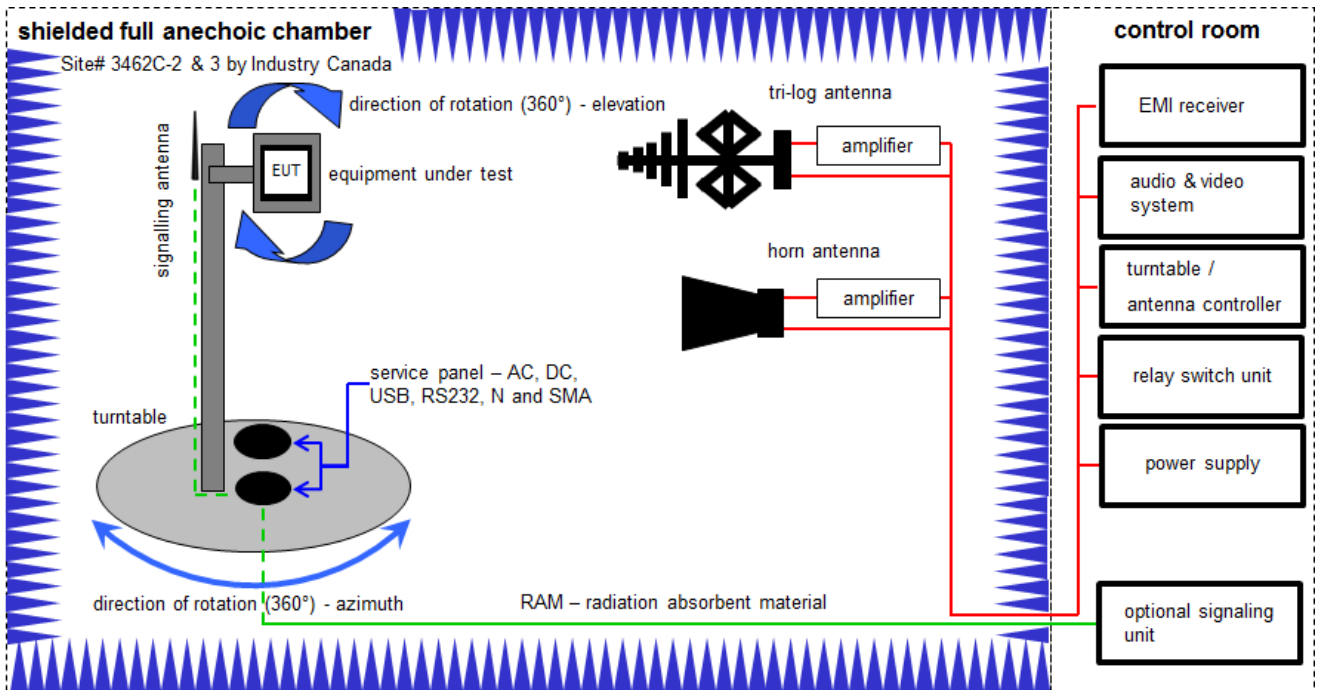 shielded full anechoic chamber
Site# 3462C-2 & 3 by Industry Canada
direction of rotation (360°) - elevation
signalling antenna
EUT
equipment under test
tri-log antenna
amplifier
horn antenna
amplifier
service panel – AC, DC,
USB, RS232, N and SMA
turntable
direction of rotation (360°) - azimuth
RAM – radiation absorbent material
control room
EMI receiver
audio & video
system
turntable /
antenna controller
relay switch unit
power supply
optional signaling
unit